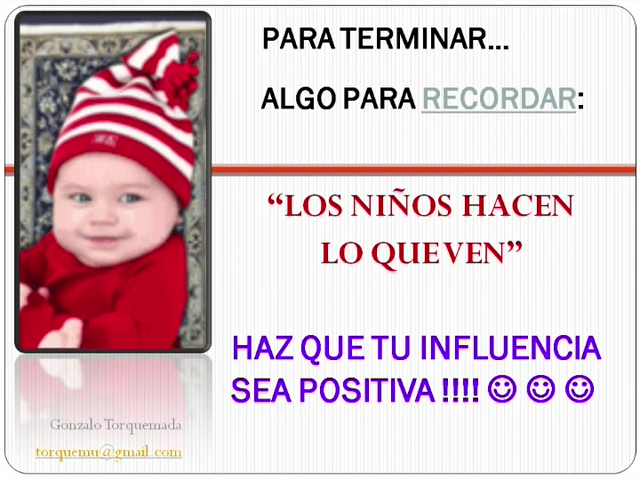 PARA TERMINAR...
ALGO PARA RECORDAR:
“LOS NIÑOS HACEN
LO QUE VEN”
HAZ QUE TU INFLUENCIA
SEA POSITIVA !!!! ☺ ☺ ☺
Gonzalo Torquemada
torquemu@gmail.com